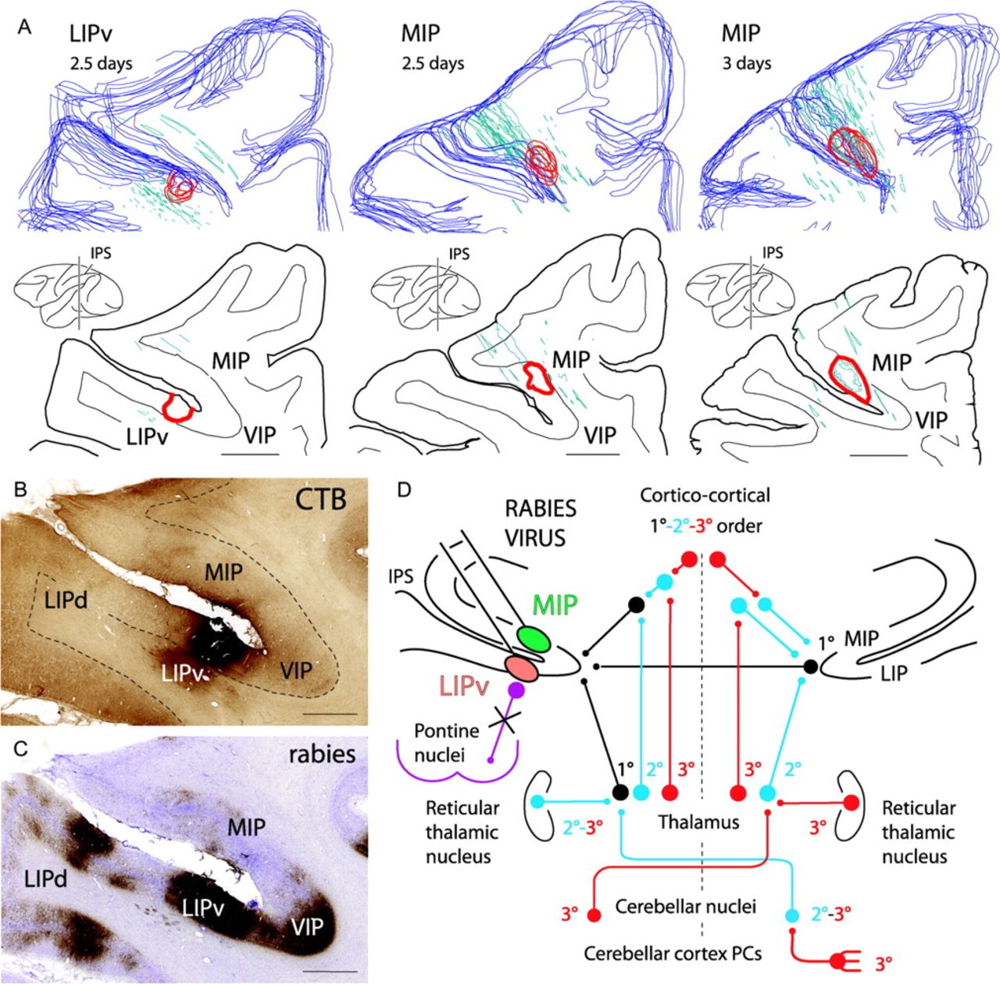 A
LIPv
2.5 days
MIP
2.5 days
MIP
3 days
IPS
MIP
LIPv
VIP
IPS
MIP
VIP
IPS
MIP
VIP
B
CTB
MIP
LIPd
LIPv
VIP
C
rabies
MIP
LIPd
LIPv
VIP
D
RABIES
VIRUS
Cortico-cortical
1°-2°-3° order
IPS
MIP
LIPv
1°
MIP
LIP
Pontine
nuclei
1°
2°
3°
3°
2°
Reticular
thalamic
nucleus
2°-3°
Thalamus
3°
Reticular
thalamic
nucleus
3°
Cerebellar nuclei
2°-3°
Cerebellar cortex PCs
3°